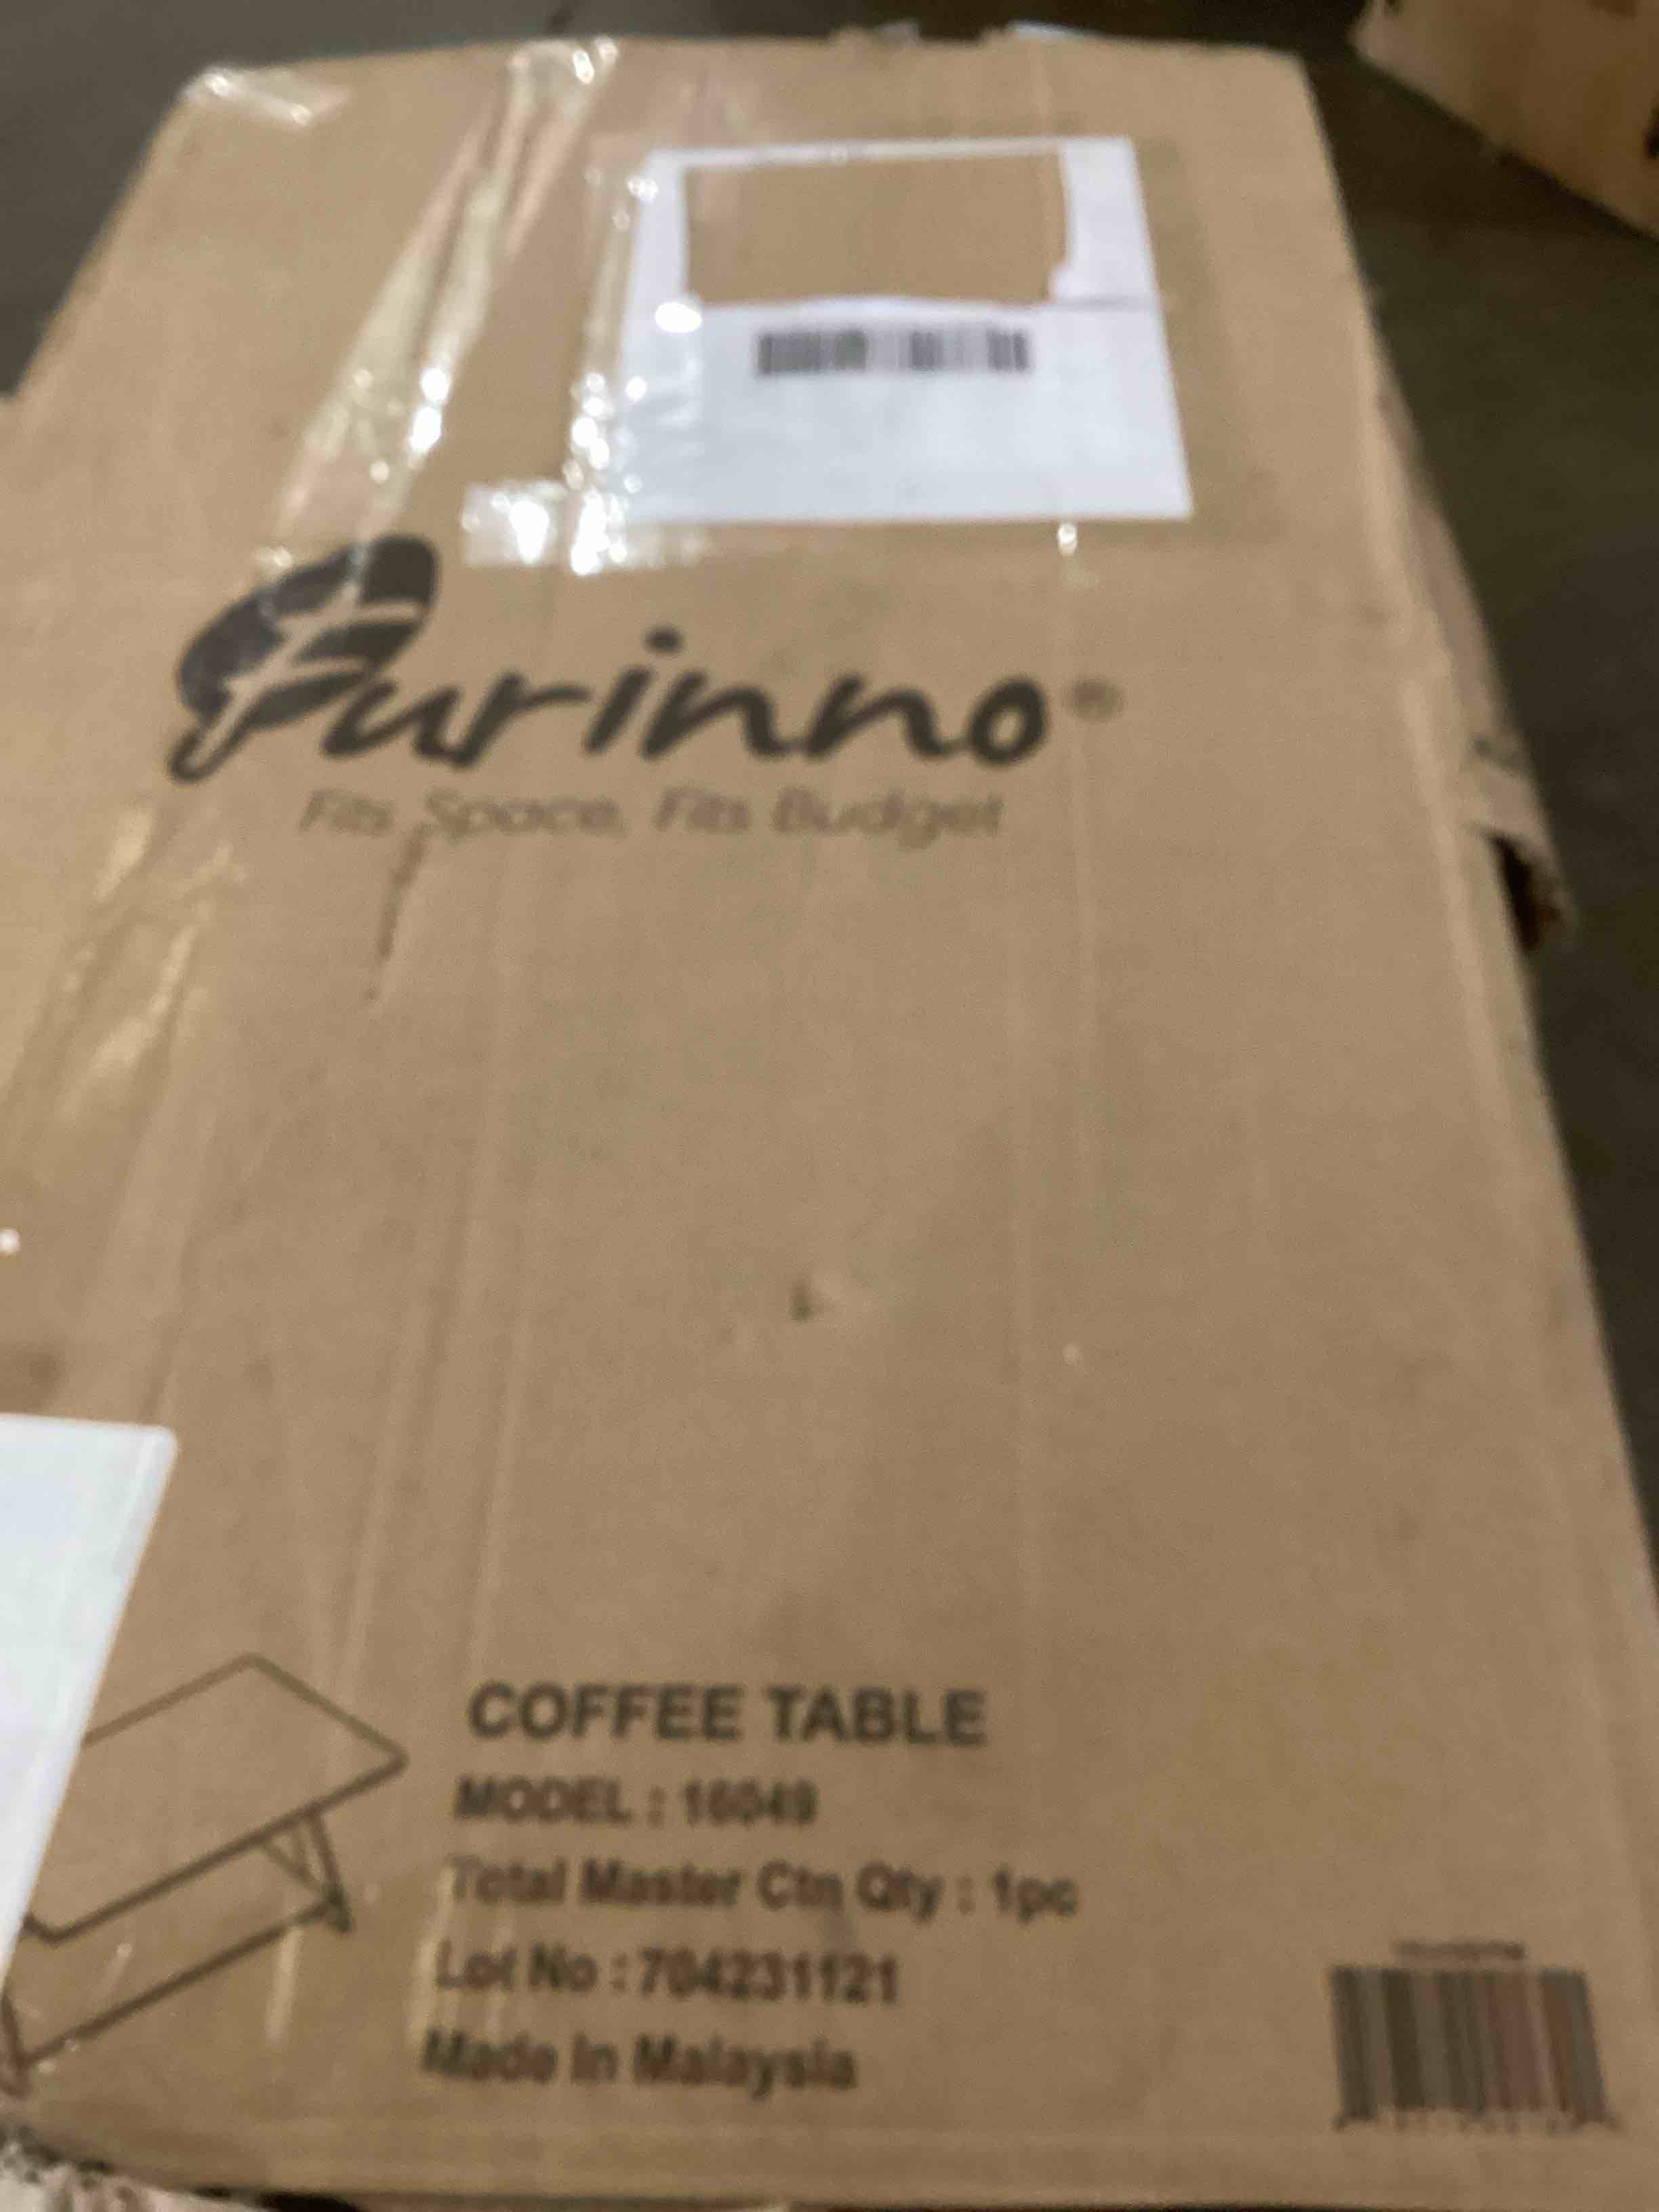 Furinno®
Fits Space, Fits Budget
COFFEE TABLE
MODEL : 16049
Total Master Ctn Qty : 1pc
Lot No : 704231121
Made In Malaysia